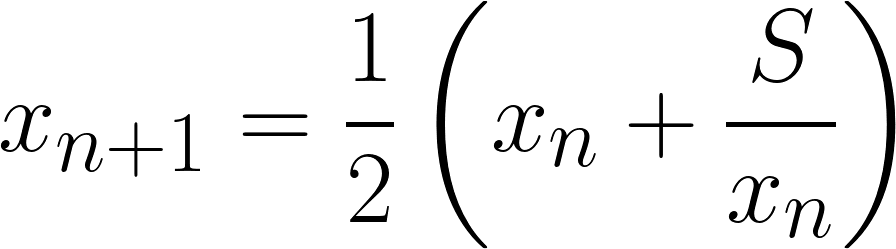 x_{n+1} = \frac{1}{2} \left( x_n + \frac{S}{x_n} \right)